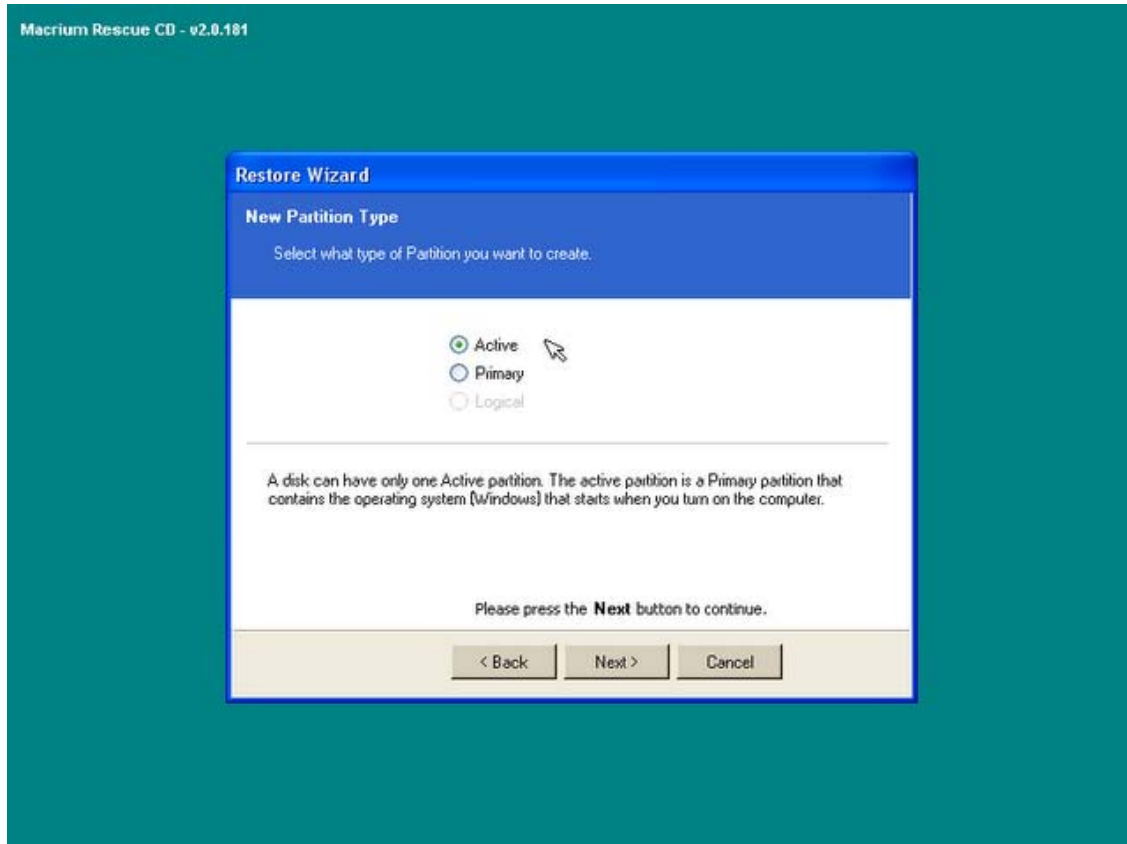 Macrium Rescue CD - v2.0.181
Restore Wizard
New Partition Type
Select what type of Partition you want to create.
Active
Primary
Logical
A disk can have only one Active partition. The active partition is a Primary partition that
contains the operating system (Windows) that starts when you turn on the computer.
Please press the Next button to continue.
< Back Next > Cancel